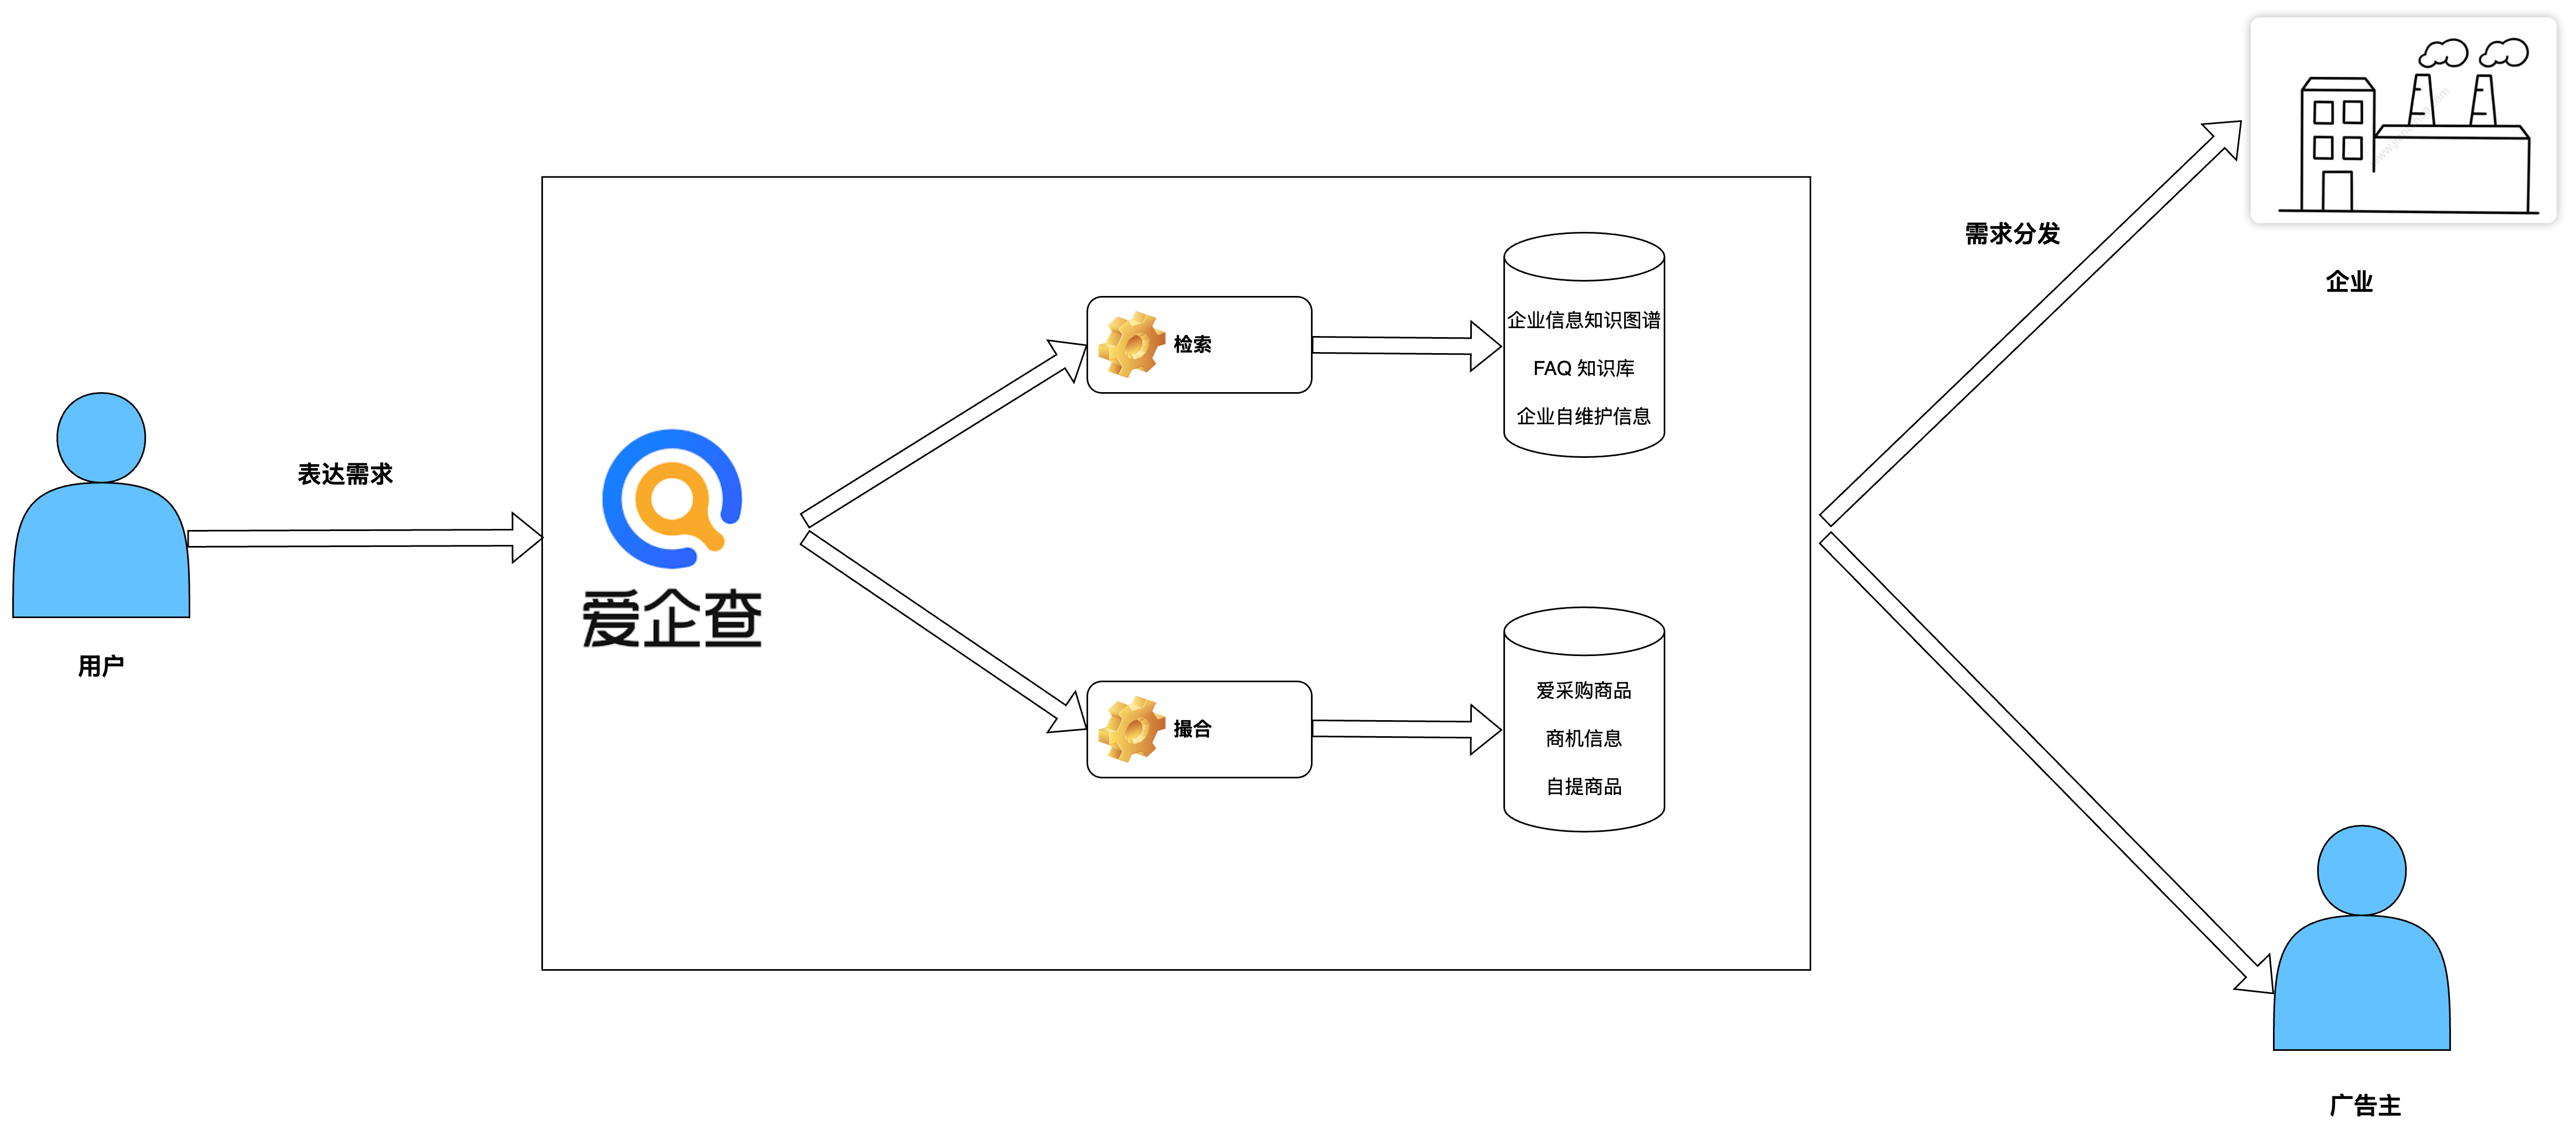 用户
表达需求
爱企查
检索
企业信息知识图谱
FAQ 知识库
企业自维护信息
撮合
爱采购商品
商机信息
自提商品
需求分发
企业
广告主